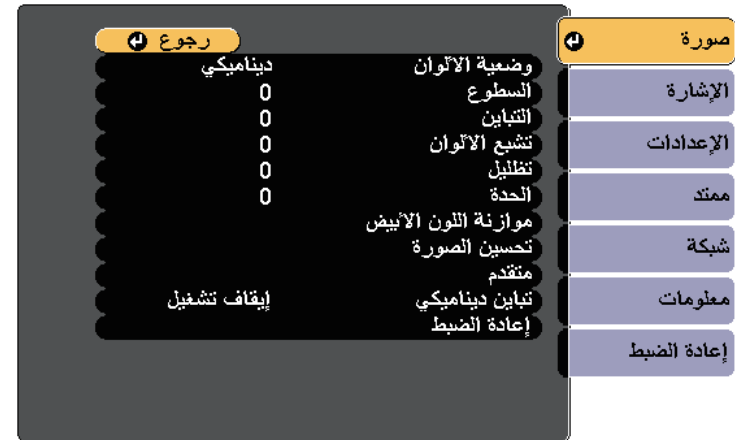 صورة
الإشارة
الإعدادات
ممتد
شبكة
معلومات
إعادة الضبط
رجوع
وضعية الألوان ديناميكي
السطوع 0
التباين 0
تشبع الألوان 0
تظليل 0
الحدة 0
موازنة اللون الأبيض
تحسين الصورة
متقدم
تباين ديناميكي إيقاف تشغيل
إعادة الضبط